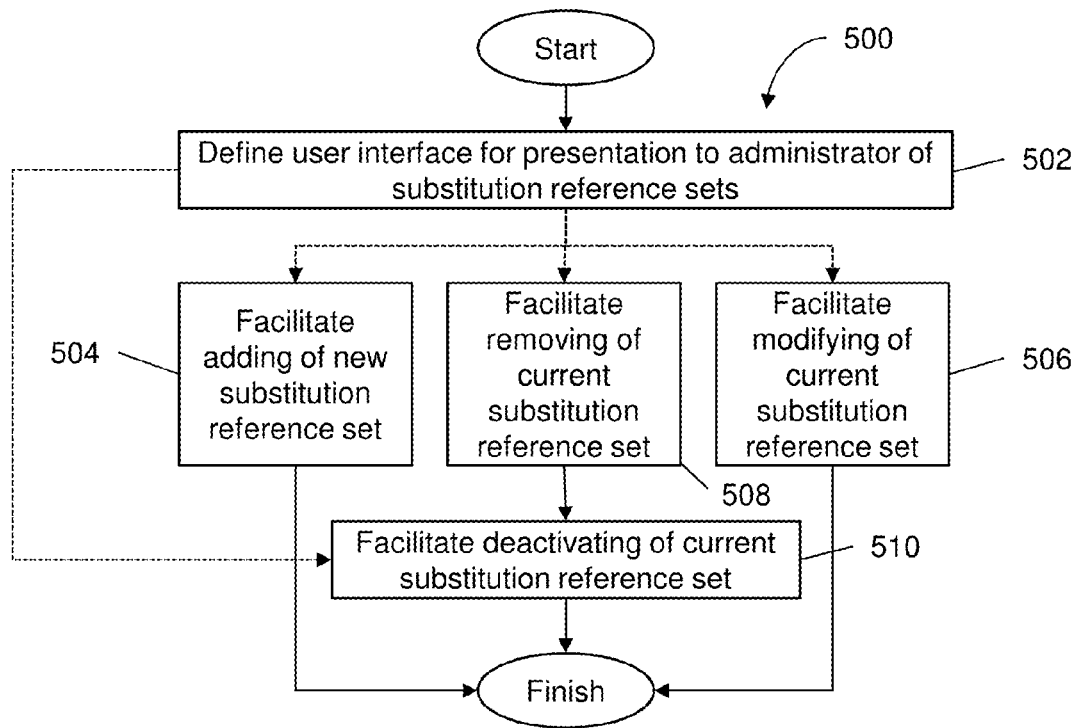 Start
500
Define user interface for presentation to administrator of
substitution reference sets
502
504
Facilitate
adding of new
substitution
reference set
Facilitate
removing of
current
substitution
reference set
508
Facilitate
modifying of
current
substitution
reference set
506
Facilitate deactivating of current
substitution reference set
510
Finish